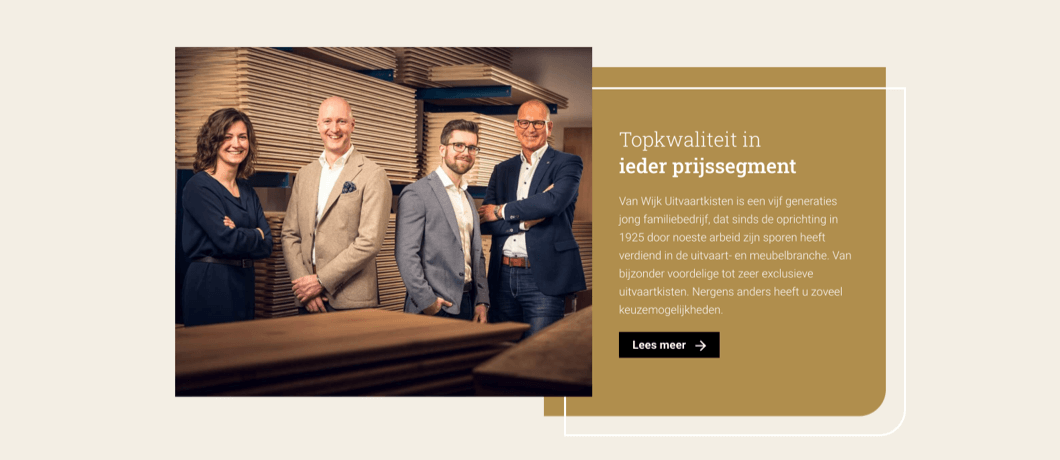 Topkwaliteit in
ieder prijssegment
Van Wijk Uitvaartkisten is een vijf generaties
jong familiebedrijf, dat sinds de oprichting in
1925 door noeste arbeid zijn sporen heeft
verdiend in de uitvaart- en meubelbranche. Van
bijzonder voordelige tot zeer exclusieve
uitvaartkisten. Nergens anders heeft u zoveel
keuzemogelijkheden.
Lees meer →